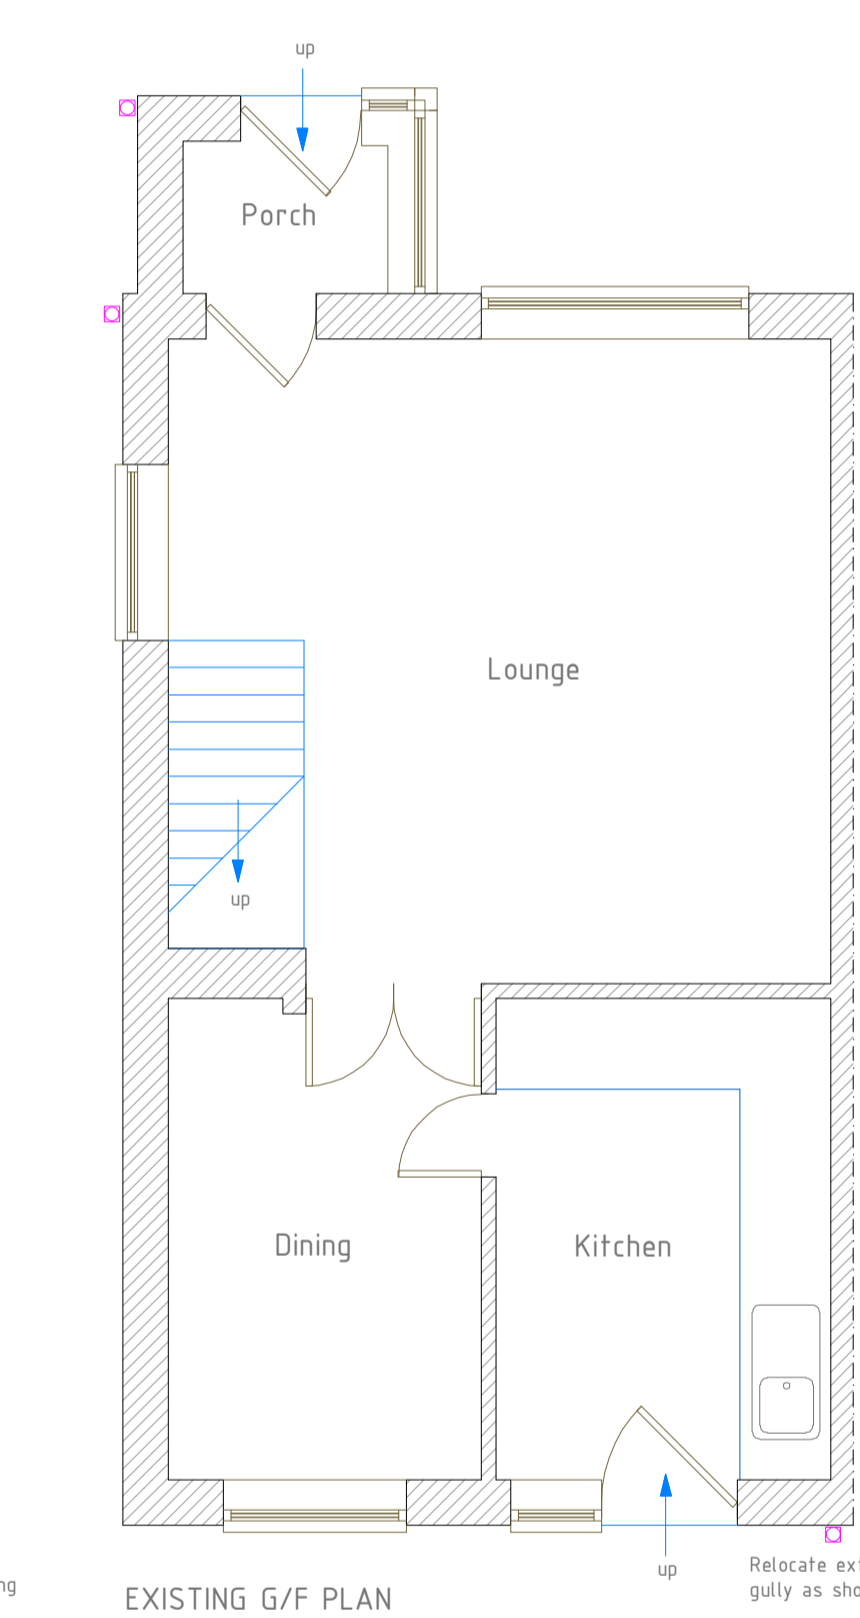 up
Porch
Lounge
up
Dining
Kitchen
up
Relocate
gully as
EXISTING G/F PLAN